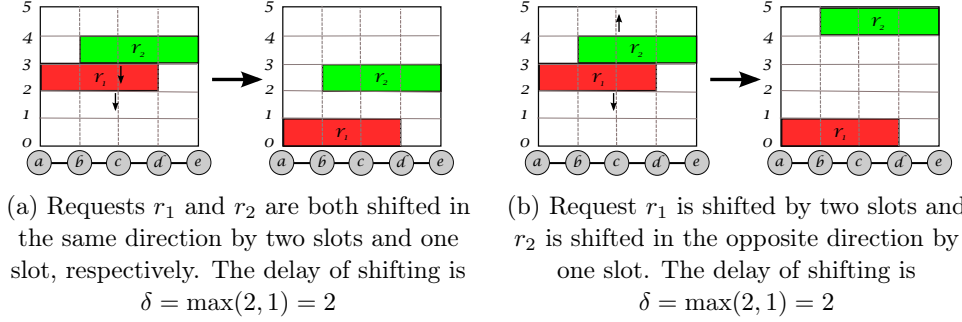 5
4
3
2
1
0
r₂
r₁
a b c d e
5
4
3
2
1
0
r₂
r₁
a b c d e
5
4
3
2
1
0
r₂
r₁
a b c d e
5
4
3
2
1
0
r₂
r₁
a b c d e
(a) Requests r₁ and r₂ are both shifted in
the same direction by two slots and one
slot, respectively. The delay of shifting is
δ = max(2, 1) = 2
(b) Request r₁ is shifted by two slots and
r₂ is shifted in the opposite direction by
one slot. The delay of shifting is
δ = max(2, 1) = 2